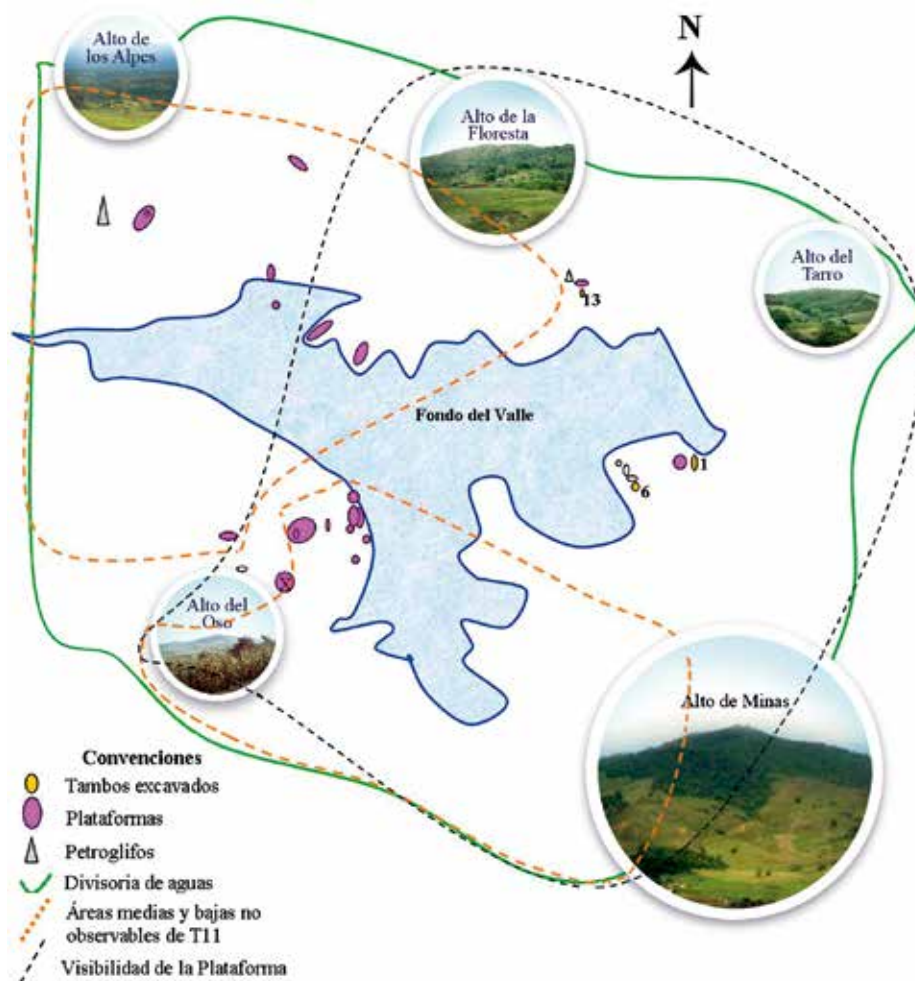 Alto de
los Alpes
N
Alto de la
Floresta
Alto del
Tarro
13
Fondo del Valle
1
6
Alto del
Oso
Alto de Minas
Convenciones
Tambos excavados
Plataformas
Petroglifos
Divisoria de aguas
Áreas medias y bajas no
observables de T11
Visibilidad de la Plataforma